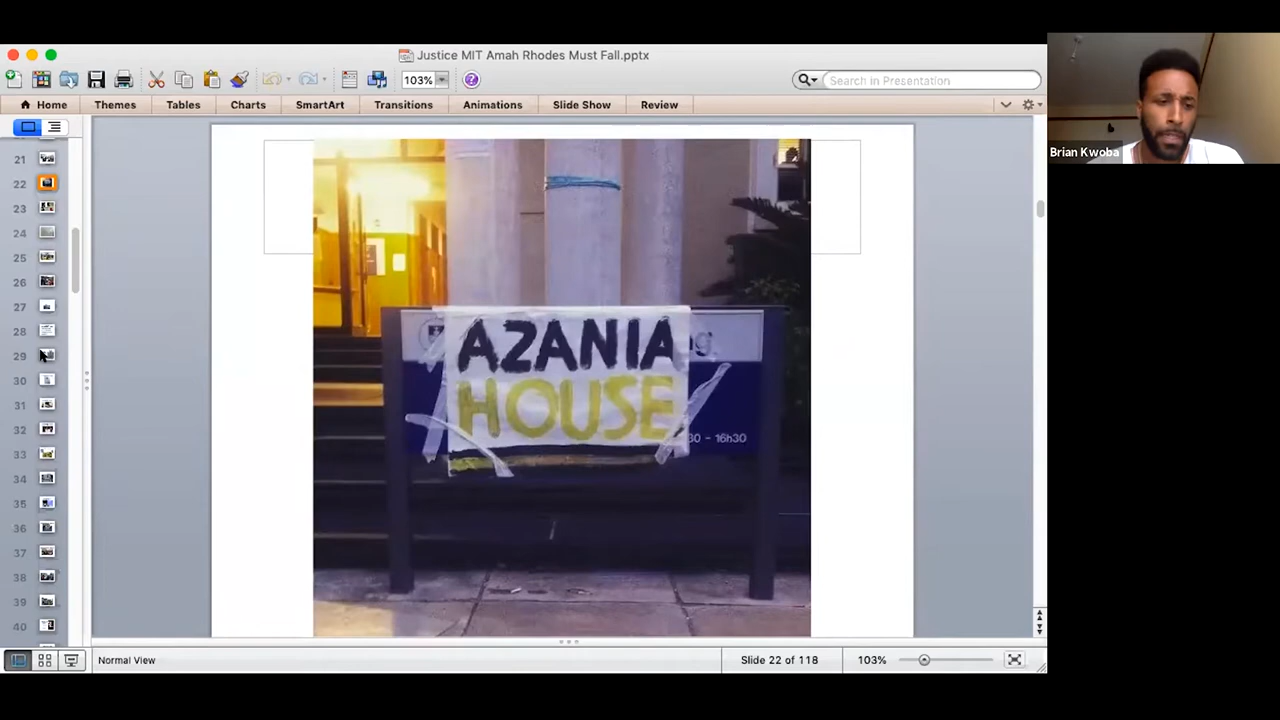 Justice MIT Amah Rhodes Must Fall.pptx
103%
Search in Presentation
Home
Themes
Tables
Charts
SmartArt
Transitions
Animations
Slide Show
Review
Brian Kwoba
21
22
23
24
25
26
27
28
29
30
31
32
33
34
35
36
37
38
39
40
AZANIA
HOUSE
30 - 16h30
Normal View
Slide 22 of 118
103%